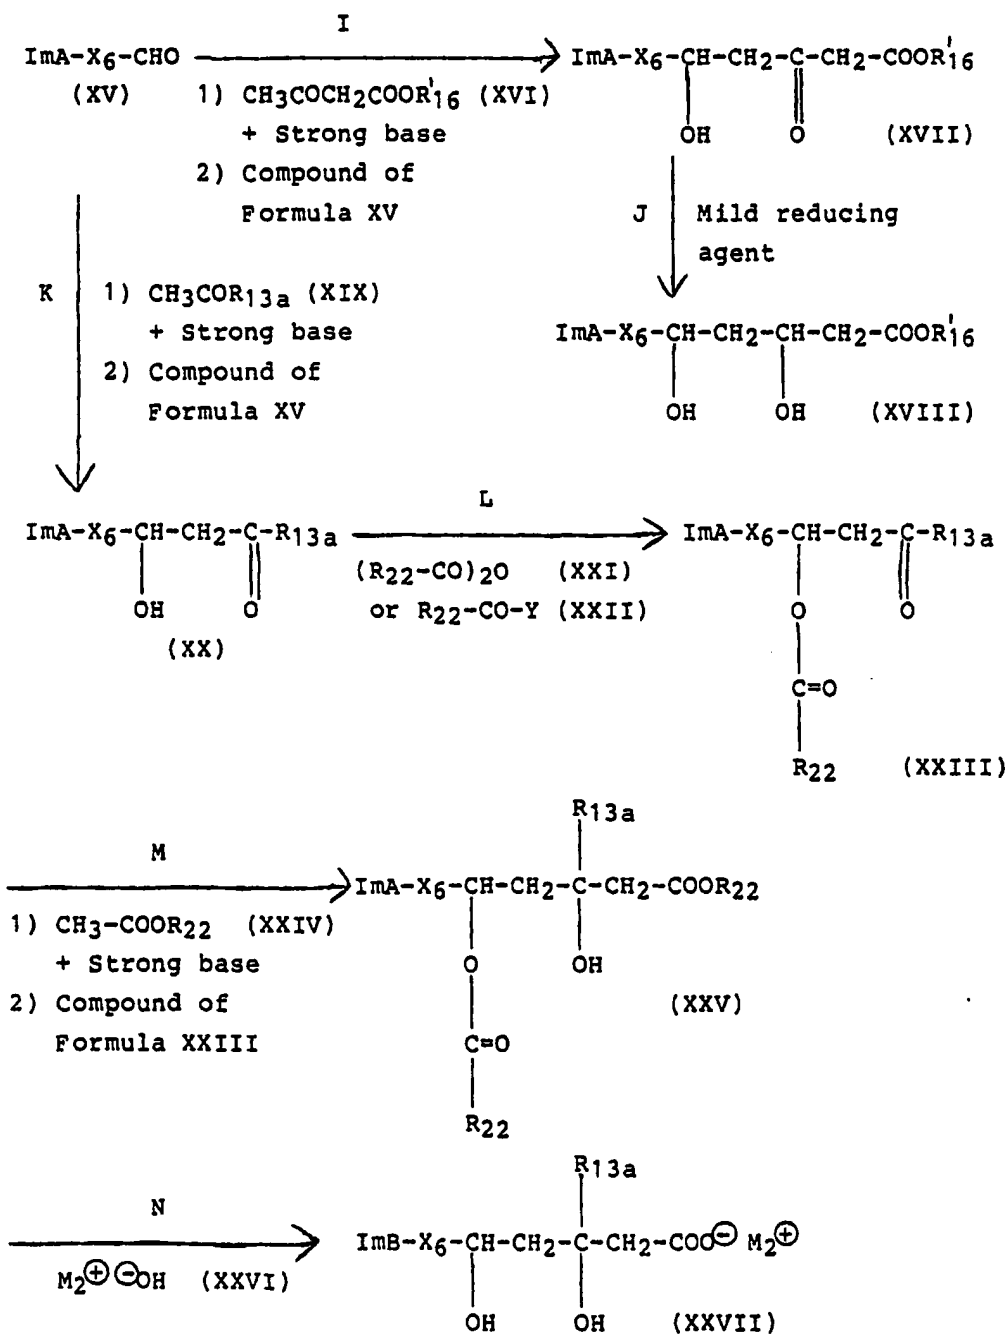 I
ImA-X6-CHO
ImA-X6-CH-CH2-C-CH2-COOR'16
(XV)
1) CH3COCH2COOR'16 (XVI)
+ Strong base
OH O (XVII)
2) Compound of
Formula XV
J Mild reducing
agent
K 1) CH3COR13a (XIX)
+ Strong base
ImA-X6-CH-CH2-CH-CH2-COOR'16
2) Compound of
Formula XV
OH OH (XVIII)
L
ImA-X6-CH-CH2-C-R13a
ImA-X6-CH-CH2-C-R13a
(R22-CO)2O (XXI)
OH O
or R22-CO-Y (XXII)
O O
(XX)
C=O
R22 (XXIII)
R13a
M
ImA-X6-CH-CH2-C-CH2-COOR22
1) CH3-COOR22 (XXIV)
+ Strong base
O OH
2) Compound of
(XXV)
Formula XXIII
C=O
R22
R13a
N
ImB-X6-CH-CH2-C-CH2-COO⊖ M2⊕
M2⊕ ⊖OH (XXVI)
OH OH (XXVII)